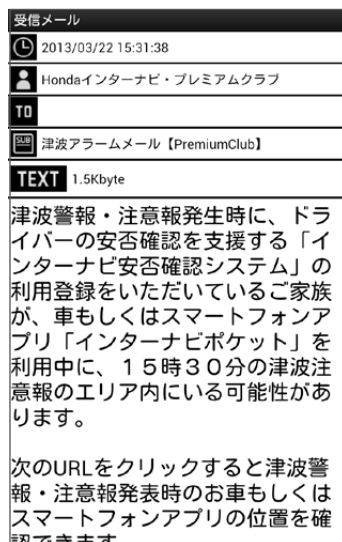 受信メール
2013/03/22 15:31:38
Hondaインターナビ・プレミアムクラブ
TO
SUB 津波アラームメール【PremiumClub】
TEXT 1.5Kbyte
津波警報・注意報発生時に、ドラ
イバーの安否確認を支援する「イ
ンターナビ安否確認システム」の
利用登録をいただいているご家族
が、車もしくはスマートフォンア
プリ「インターナビポケット」を
利用中に、１５時３０分の津波注
意報のエリア内にいる可能性があ
ります。
次のURLをクリックすると津波警
報・注意報発表時のお車もしくは
スマートフォンアプリの位置を確
認できます